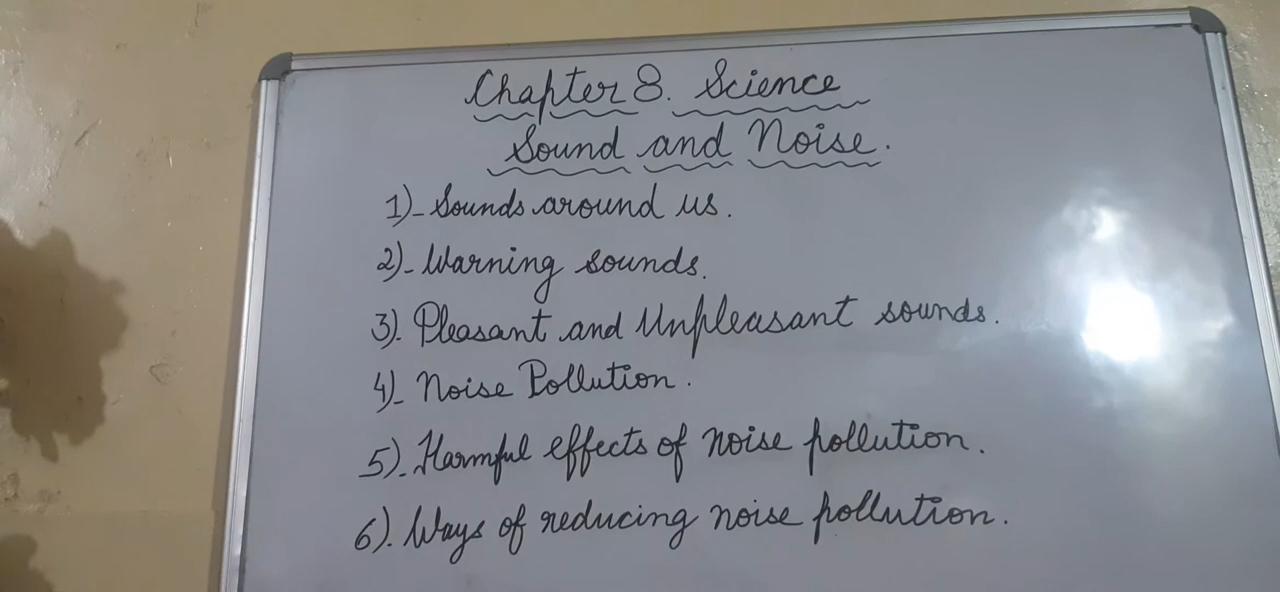 Chapter 8. Science
Sound and Noise.
1)- Sounds around us.
2)- Warning sounds.
3). Pleasant and Unpleasant sounds.
4)- Noise Pollution.
5)- Harmful effects of noise pollution.
6). Ways of reducing noise pollution.